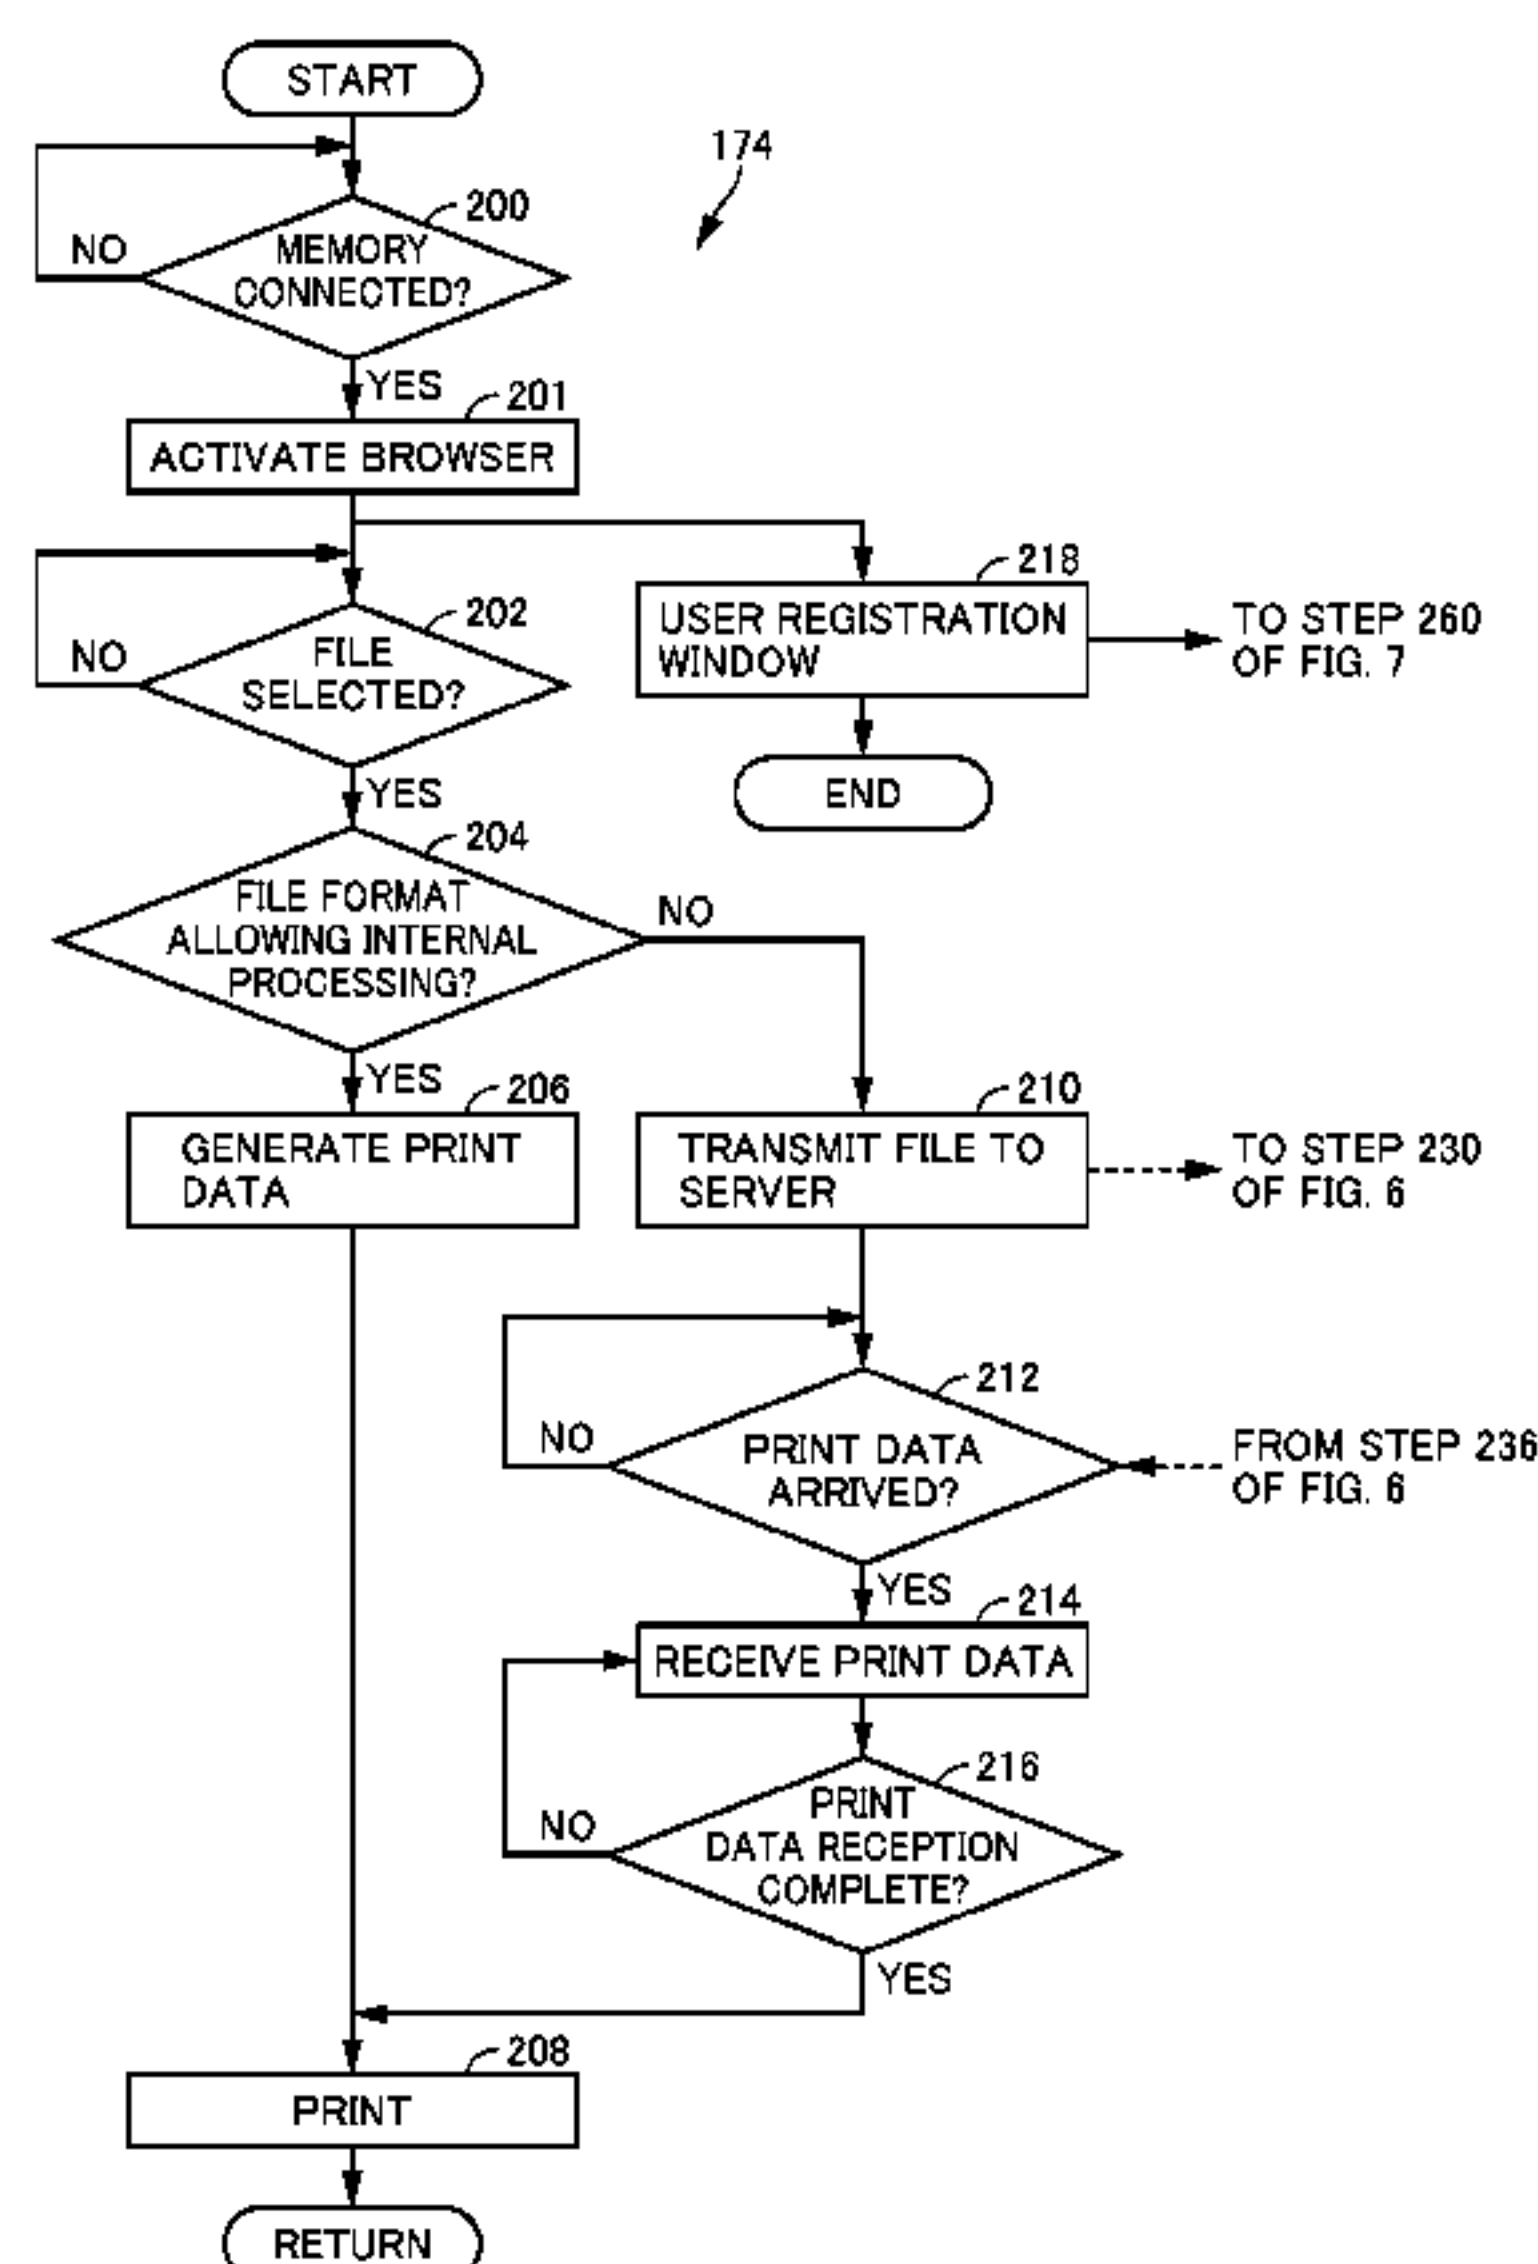 START
174
200
MEMORY
CONNECTED?
NO
YES
201
ACTIVATE BROWSER
202
FILE
SELECTED?
NO
218
USER REGISTRATION
WINDOW
TO STEP 260
OF FIG. 7
YES
END
204
FILE FORMAT
ALLOWING INTERNAL
PROCESSING?
NO
YES
206
GENERATE PRINT
DATA
210
TRANSMIT FILE TO
SERVER
TO STEP 230
OF FIG. 6
212
PRINT DATA
ARRIVED?
NO
FROM STEP 236
OF FIG. 6
YES
214
RECEIVE PRINT DATA
216
PRINT
DATA RECEPTION
COMPLETE?
NO
YES
208
PRINT
RETURN